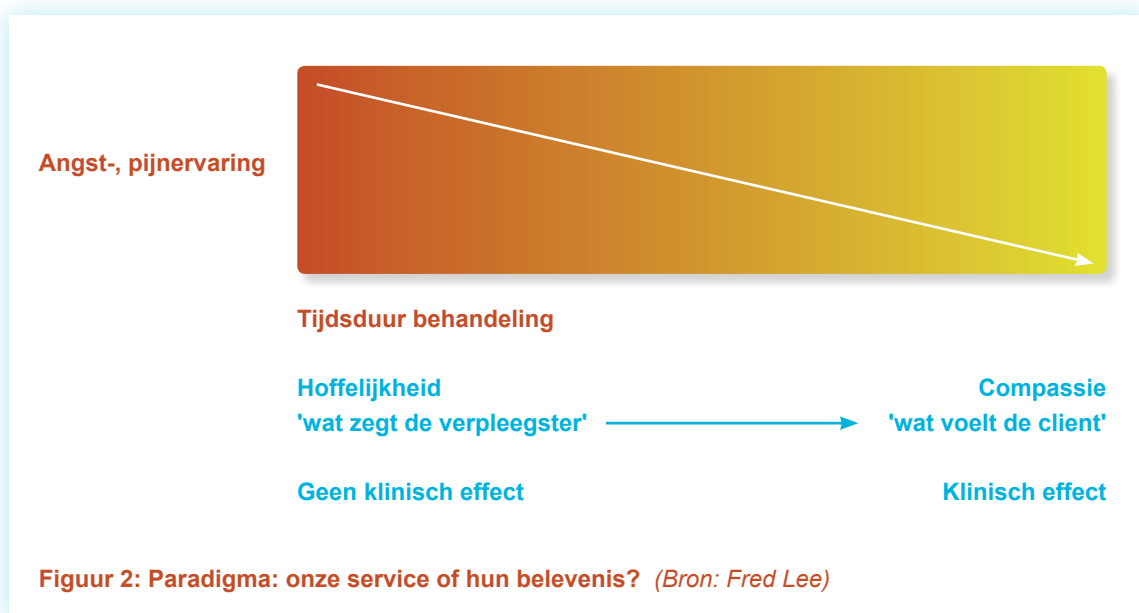 Angst-, pijnervaring
Tijdsduur behandeling
Hoffelijkheid
Compassie
'wat zegt de verpleegster'
'wat voelt de client'
Geen klinisch effect
Klinisch effect
Figuur 2: Paradigma: onze service of hun belevenis? (Bron: Fred Lee)